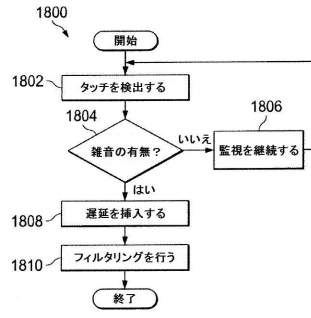 1800
開始
1802
タッチを検出する
1804
雑音の有無？
いいえ
1806
監視を継続する
はい
1808
遅延を挿入する
1810
フィルタリングを行う
終了